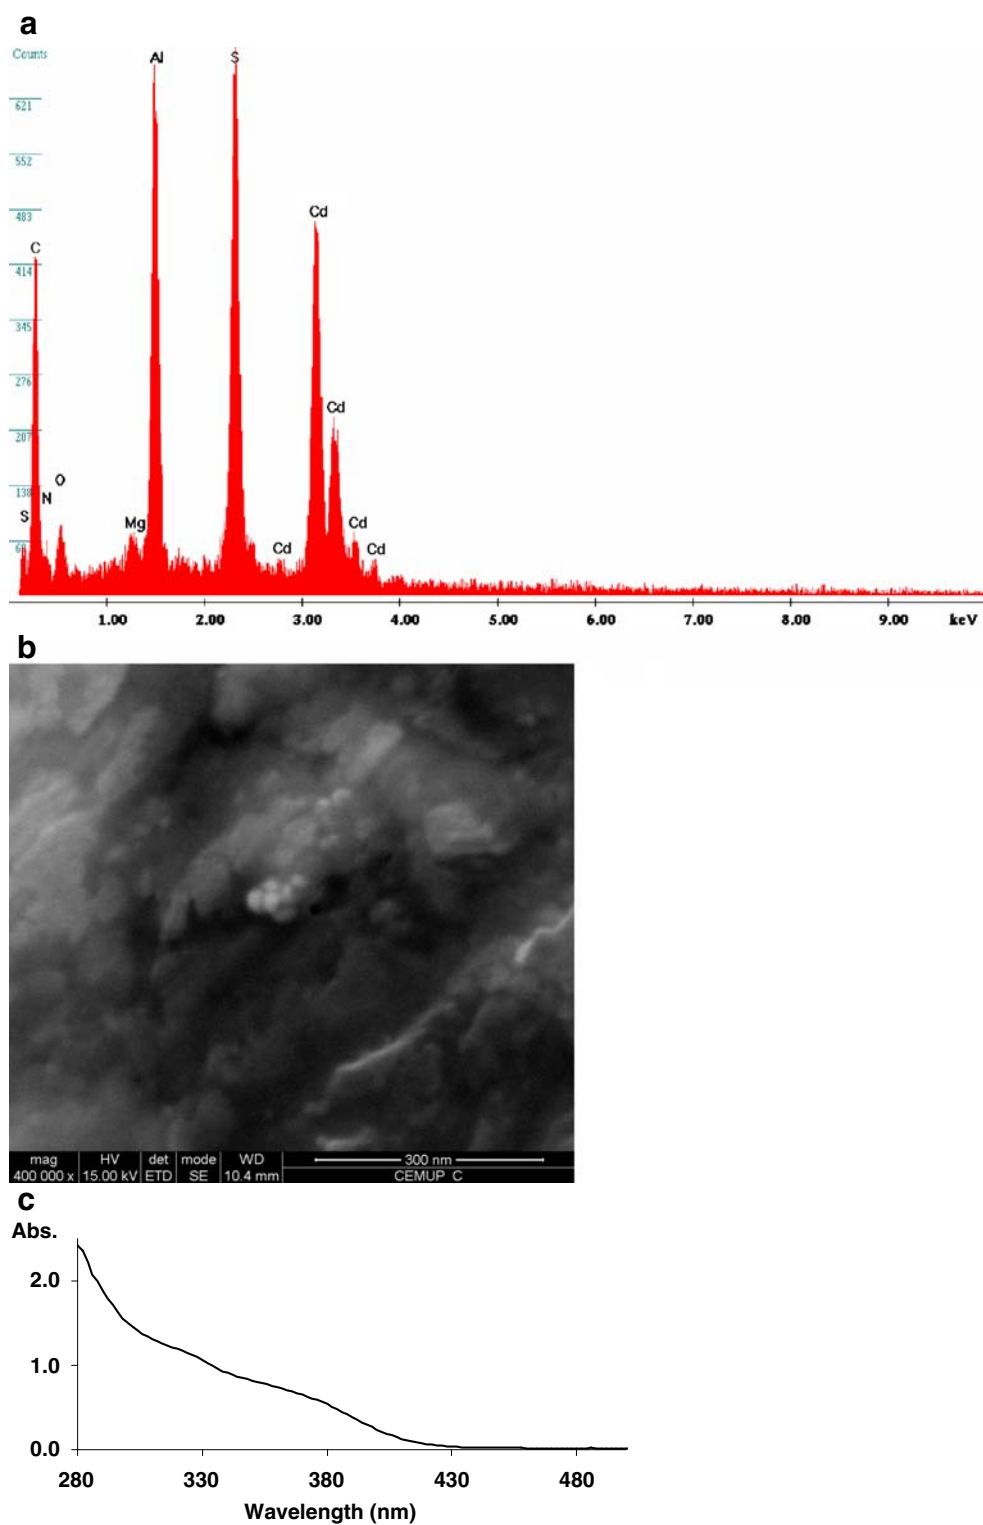 a
Counts
Al
S
621
552
483
Cd
C
414
345
276
Cd
207
O
138
N
S
Mg
Cd
68
Cd
Cd
1.00 2.00 3.00 4.00 5.00 6.00 7.00 8.00 9.00 keV
b
mag HV det mode WD 300 nm
400 000 x 15.00 kV ETD SE 10.4 mm CEMUP C
c
Abs.
2.0
1.0
0.0
280 330 380 430 480
Wavelength (nm)